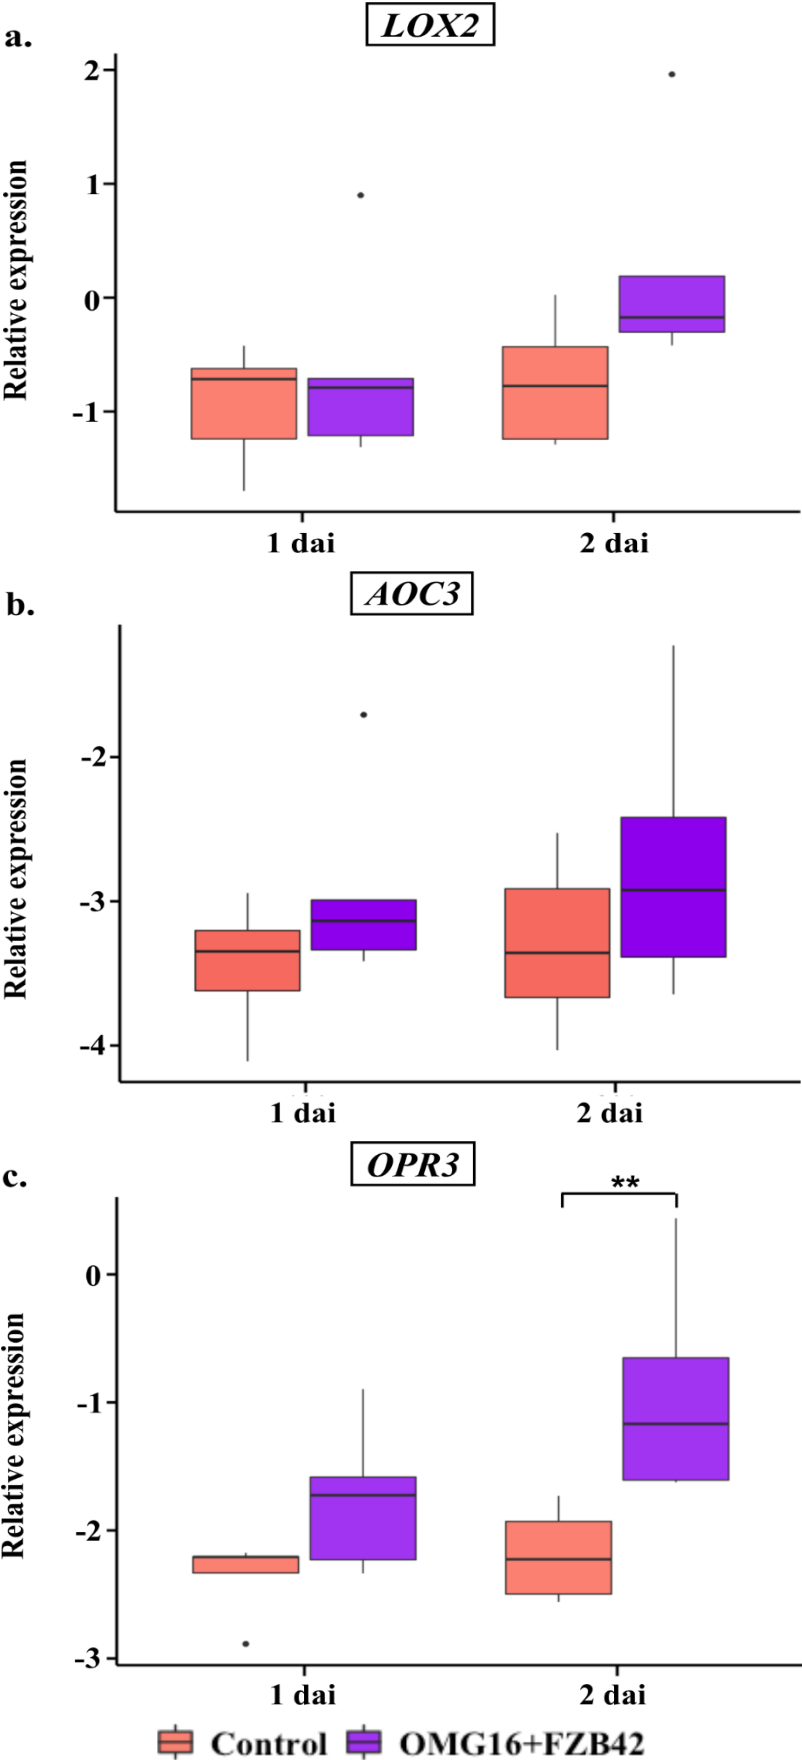 a.
LOX2
Relative expression
2
1
0
-1
1 dai
2 dai
b.
AOC3
Relative expression
-2
-3
-4
1 dai
2 dai
c.
OPR3
**
Relative expression
0
-1
-2
-3
1 dai
2 dai
Control OMG16+FZB42